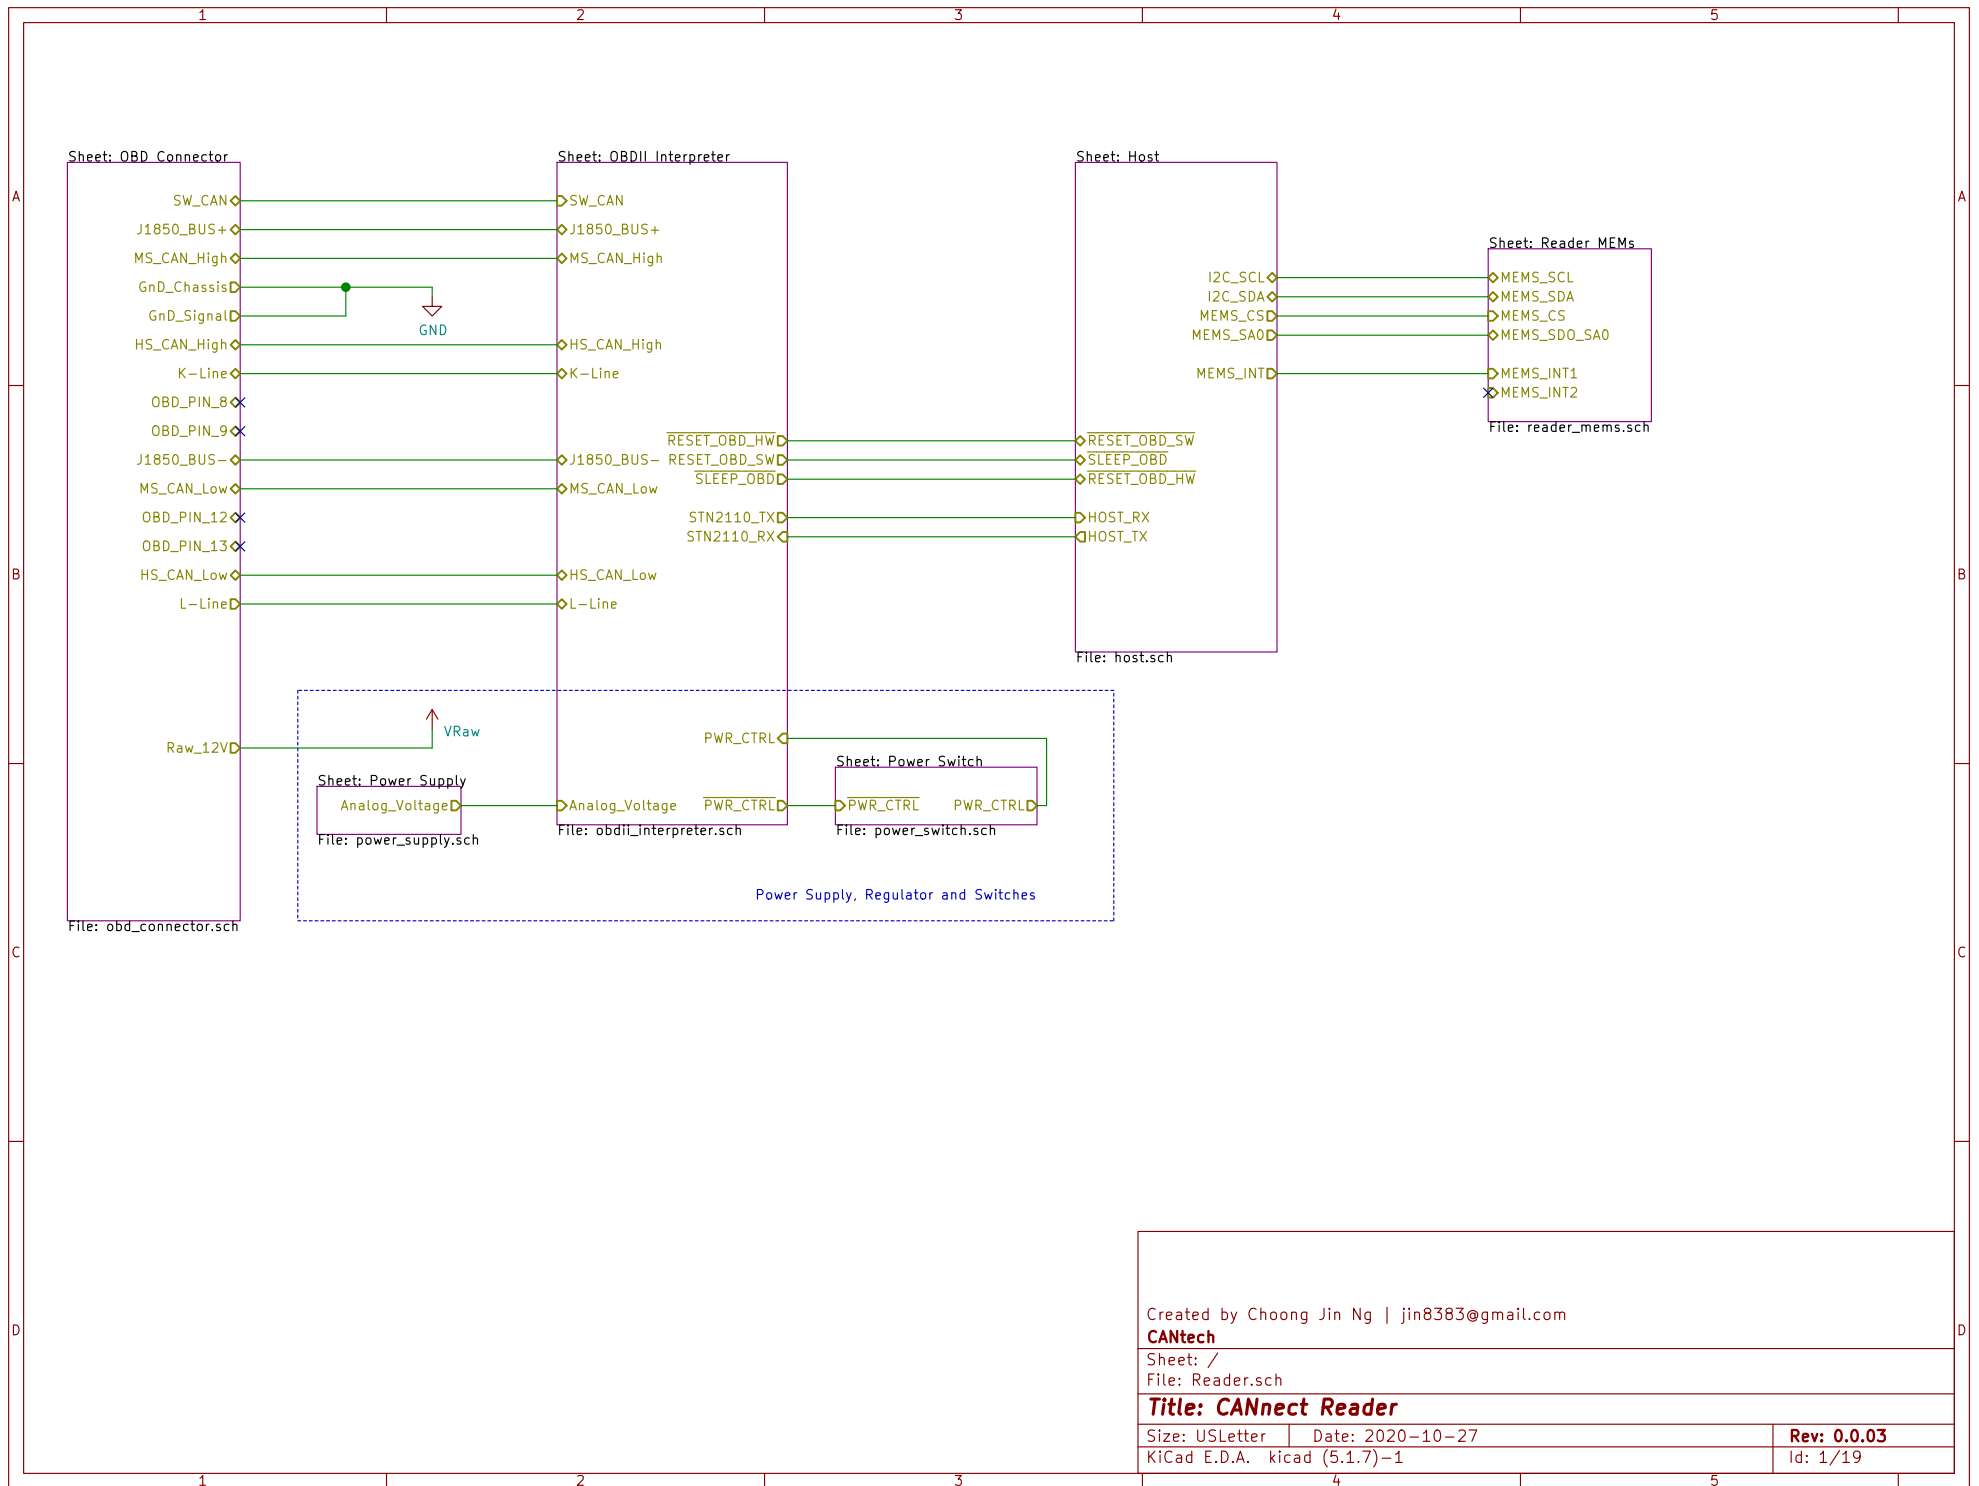 1 2 3 4 5
A
B
C
D
Sheet: OBD Connector
SW_CAN
J1850_BUS+
MS_CAN_High
GnD_Chassis
GnD_Signal
HS_CAN_High
K-Line
OBD_PIN_8
OBD_PIN_9
J1850_BUS-
MS_CAN_Low
OBD_PIN_12
OBD_PIN_13
HS_CAN_Low
L-Line
Raw_12V
File: obd_connector.sch
GND
VRaw
Sheet: Power Supply
Analog_Voltage
File: power_supply.sch
Sheet: OBDII Interpreter
SW_CAN
J1850_BUS+
MS_CAN_High
HS_CAN_High
K-Line
J1850_BUS-
MS_CAN_Low
HS_CAN_Low
L-Line
Analog_Voltage
RESET_OBD_HW
RESET_OBD_SW
SLEEP_OBD
STN2110_TX
STN2110_RX
PWR_CTRL
PWR_CTRL
File: obdii_interpreter.sch
Sheet: Power Switch
PWR_CTRL PWR_CTRL
File: power_switch.sch
Power Supply, Regulator and Switches
Sheet: Host
I2C_SCL
I2C_SDA
MEMS_CS
MEMS_SA0
MEMS_INT
RESET_OBD_SW
SLEEP_OBD
RESET_OBD_HW
HOST_RX
HOST_TX
File: host.sch
Sheet: Reader MEMs
MEMS_SCL
MEMS_SDA
MEMS_CS
MEMS_SDO_SA0
MEMS_INT1
MEMS_INT2
File: reader_mems.sch
A
B
C
D
Created by Choong Jin Ng | jin8383@gmail.com
CANtech
Sheet: /
File: Reader.sch
Title: CANnect Reader
Size: USLetter Date: 2020-10-27 Rev: 0.0.03
KiCad E.D.A. kicad (5.1.7)-1 Id: 1/19
1 2 3 4 5